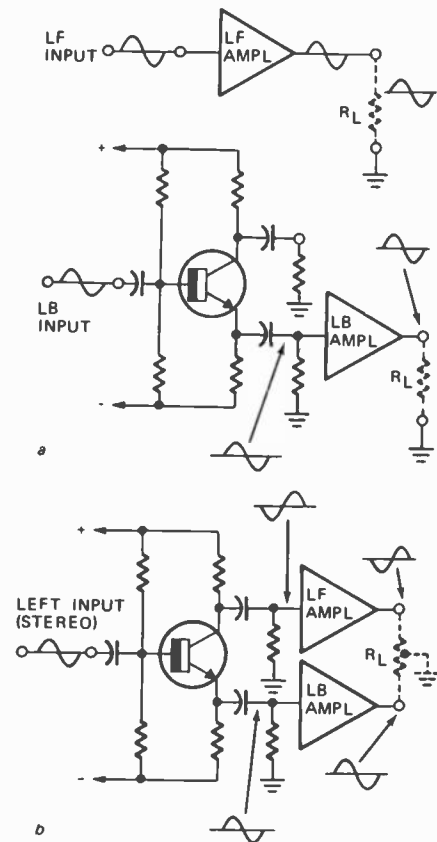 LF
INPUT
LF
AMPL
RL
+
LB
INPUT
LB
AMPL
RL
-
a
+
LEFT INPUT
(STEREO)
LF
AMPL
RL
LB
AMPL
-
b